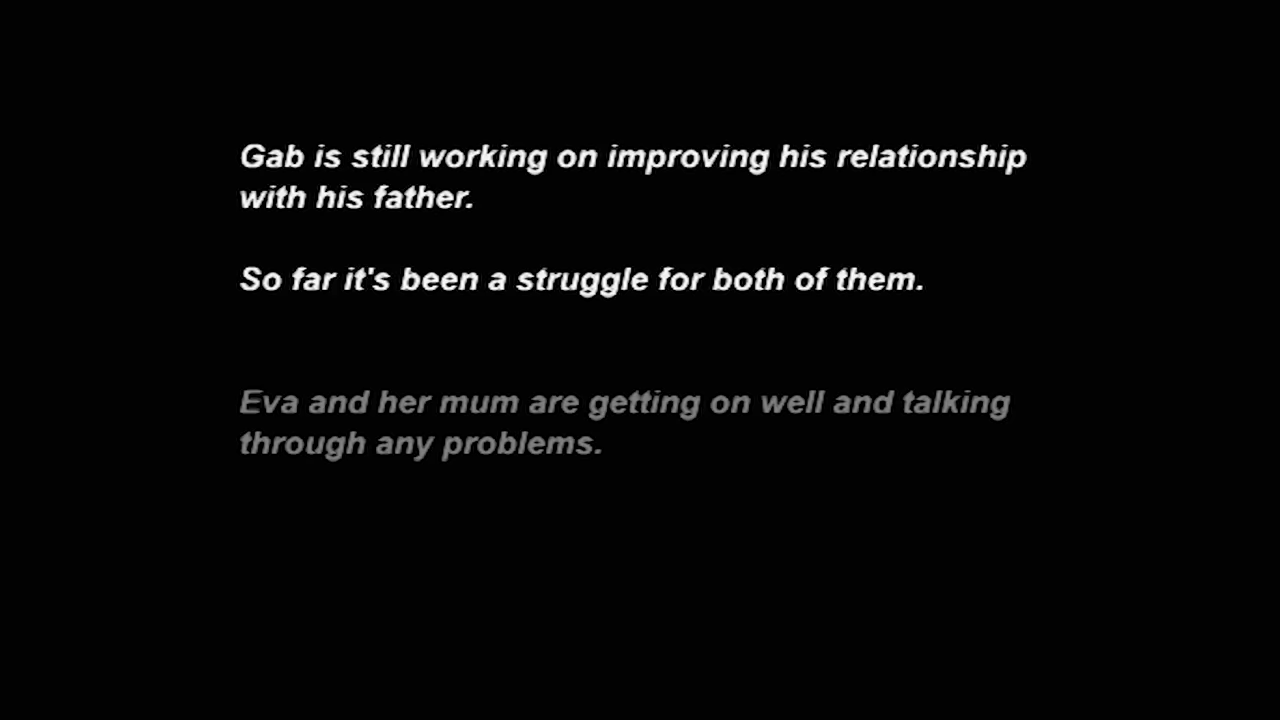 Gab is still working on improving his relationship
with his father.
So far it's been a struggle for both of them.
Eva and her mum are getting on well and talking
through any problems.